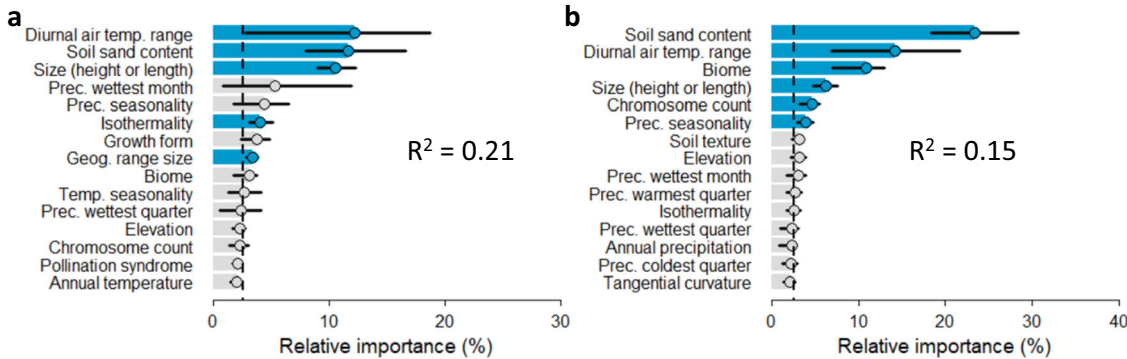 a
Diurnal air temp. range
Soil sand content
Size (height or length)
Prec. wettest month
Prec. seasonality
Isothermality
Growth form
Geog. range size
Biome
Temp. seasonality
Prec. wettest quarter
Elevation
Chromosome count
Pollination syndrome
Annual temperature
R² = 0.21
0 10 20 30
Relative importance (%)
b
Soil sand content
Diurnal air temp. range
Biome
Size (height or length)
Chromosome count
Prec. seasonality
Soil texture
Elevation
Prec. wettest month
Prec. warmest quarter
Isothermality
Prec. wettest quarter
Annual precipitation
Prec. coldest quarter
Tangential curvature
R² = 0.15
0 10 20 30 40
Relative importance (%)